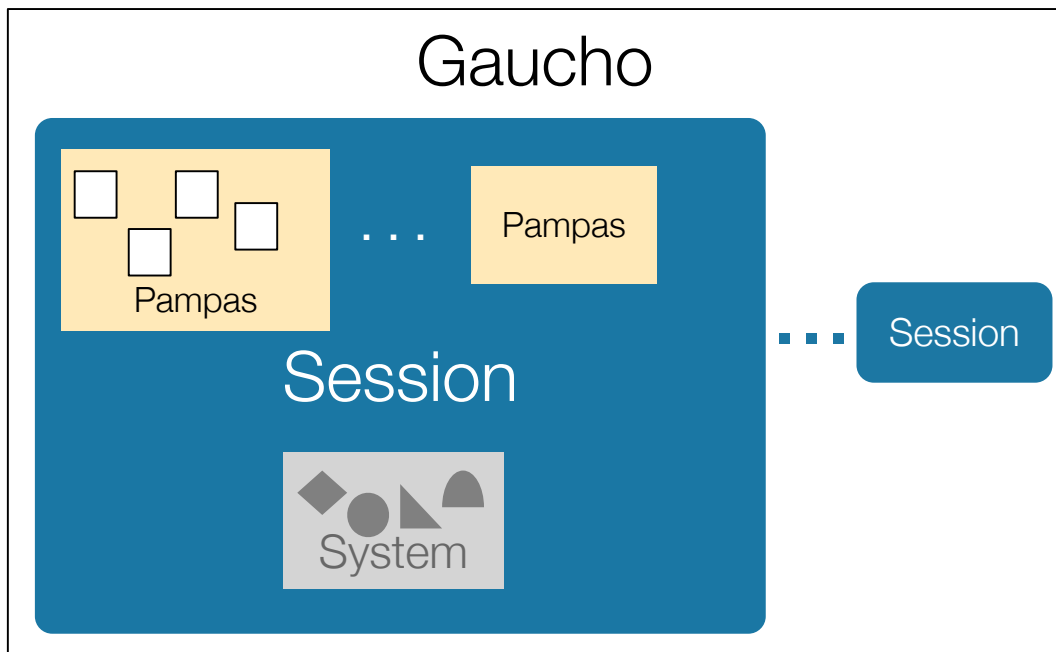 Gaucho
Pampas
. . .
Pampas
Session
Session
System